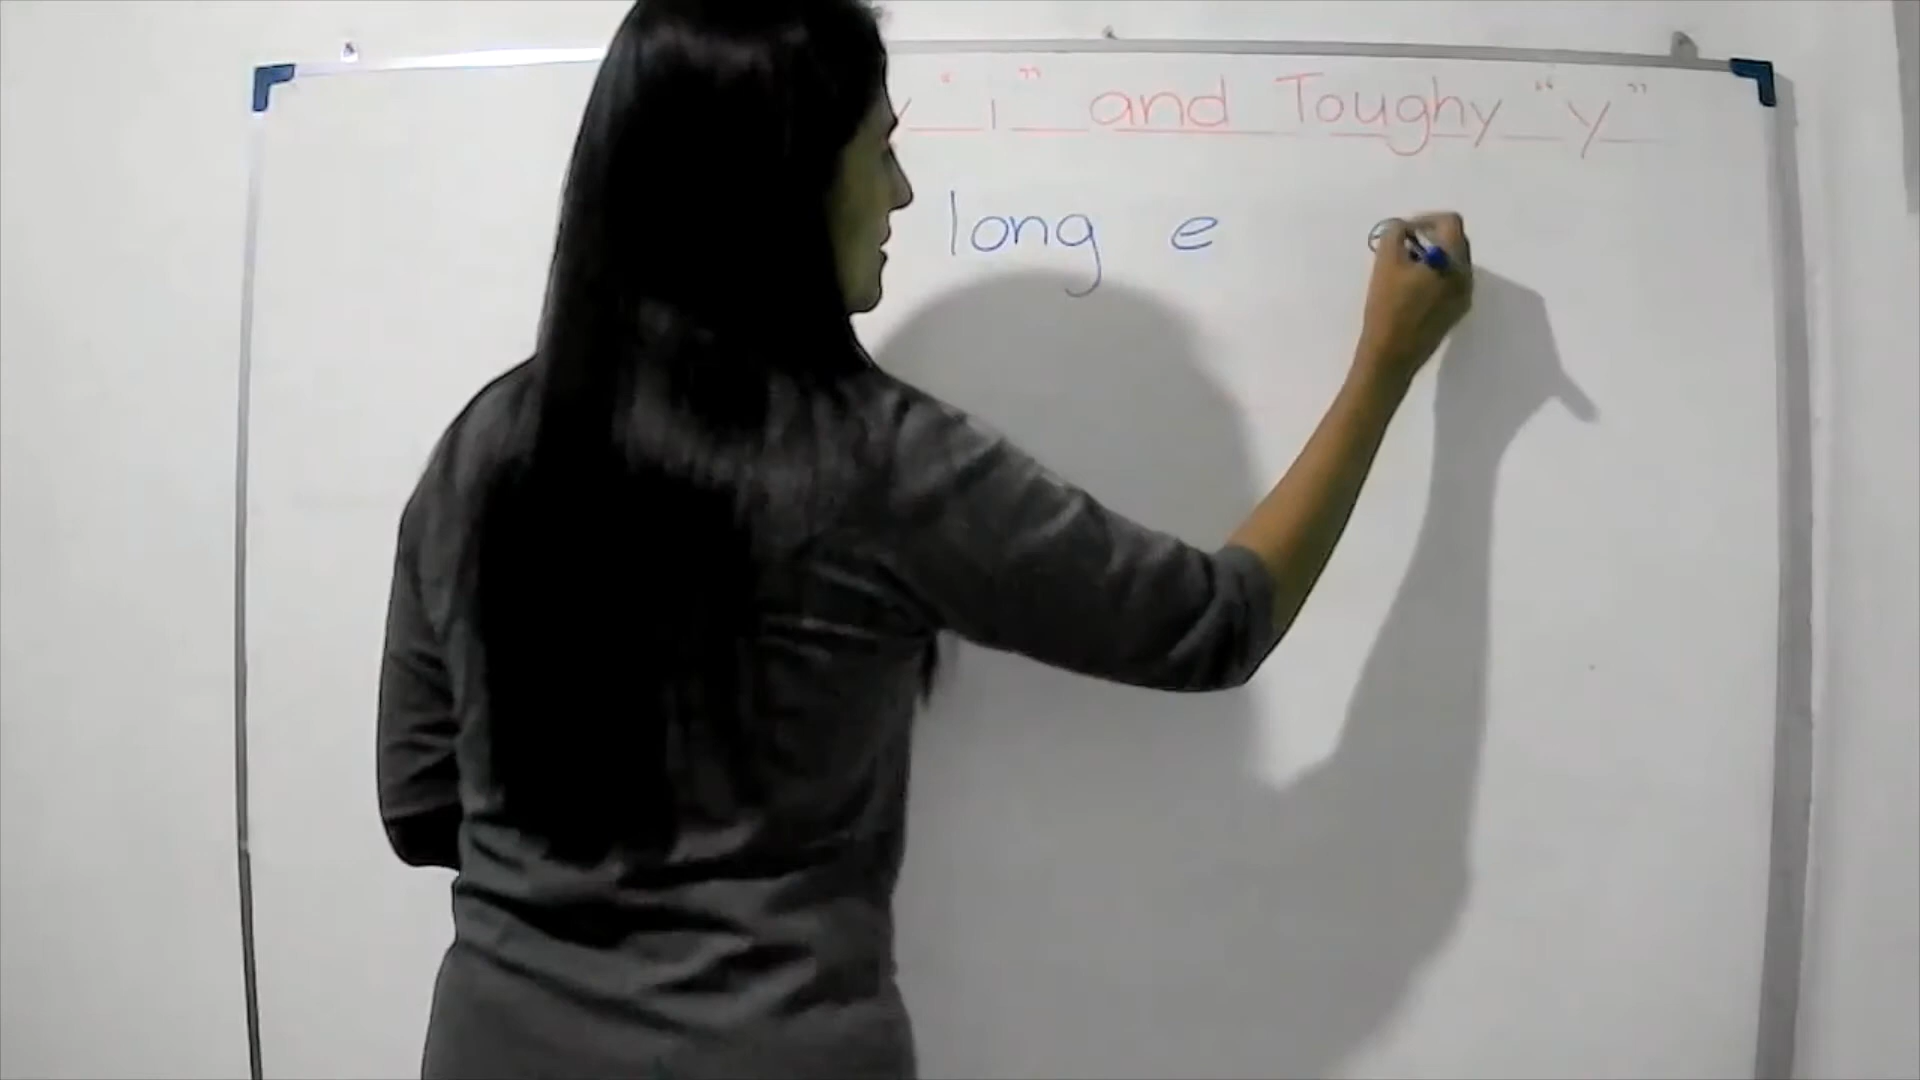 y “i” and Toughy “y”
long e e